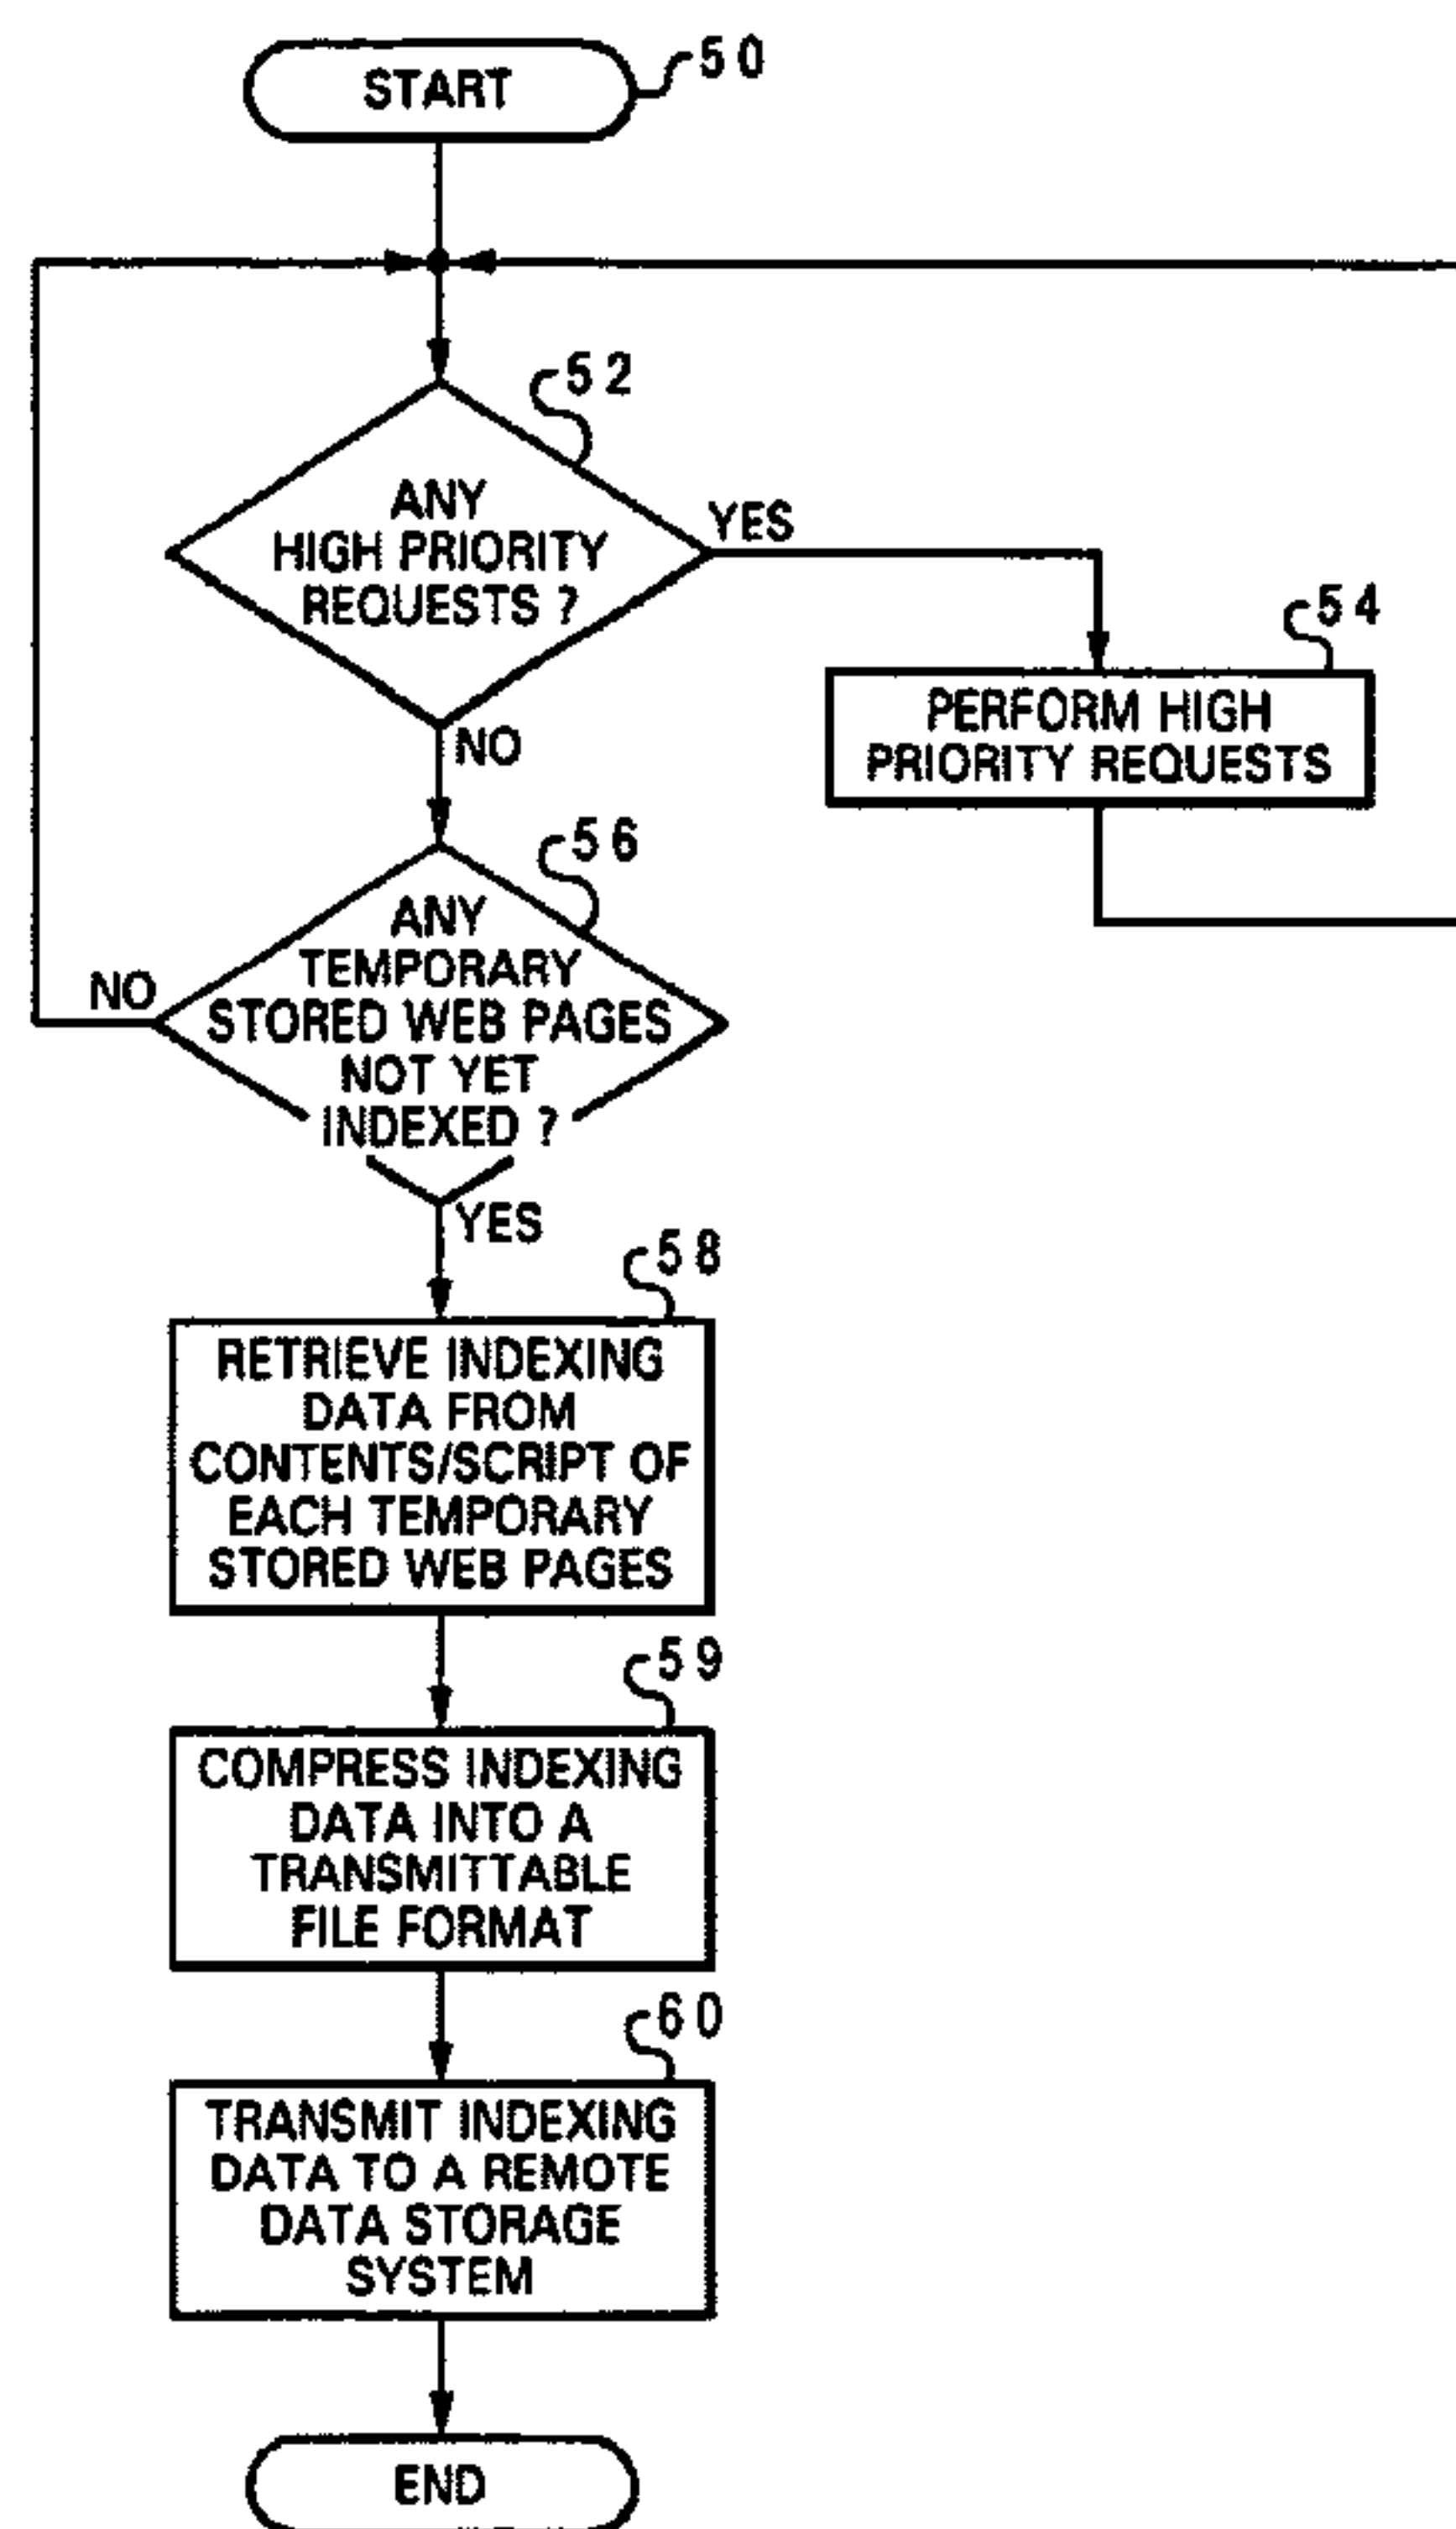 START
50
52
ANY
HIGH PRIORITY
REQUESTS ?
YES
NO
54
PERFORM HIGH
PRIORITY REQUESTS
56
ANY
TEMPORARY
STORED WEB PAGES
NOT YET
INDEXED ?
NO
YES
58
RETRIEVE INDEXING
DATA FROM
CONTENTS/SCRIPT OF
EACH TEMPORARY
STORED WEB PAGES
59
COMPRESS INDEXING
DATA INTO A
TRANSMITTABLE
FILE FORMAT
60
TRANSMIT INDEXING
DATA TO A REMOTE
DATA STORAGE
SYSTEM
END